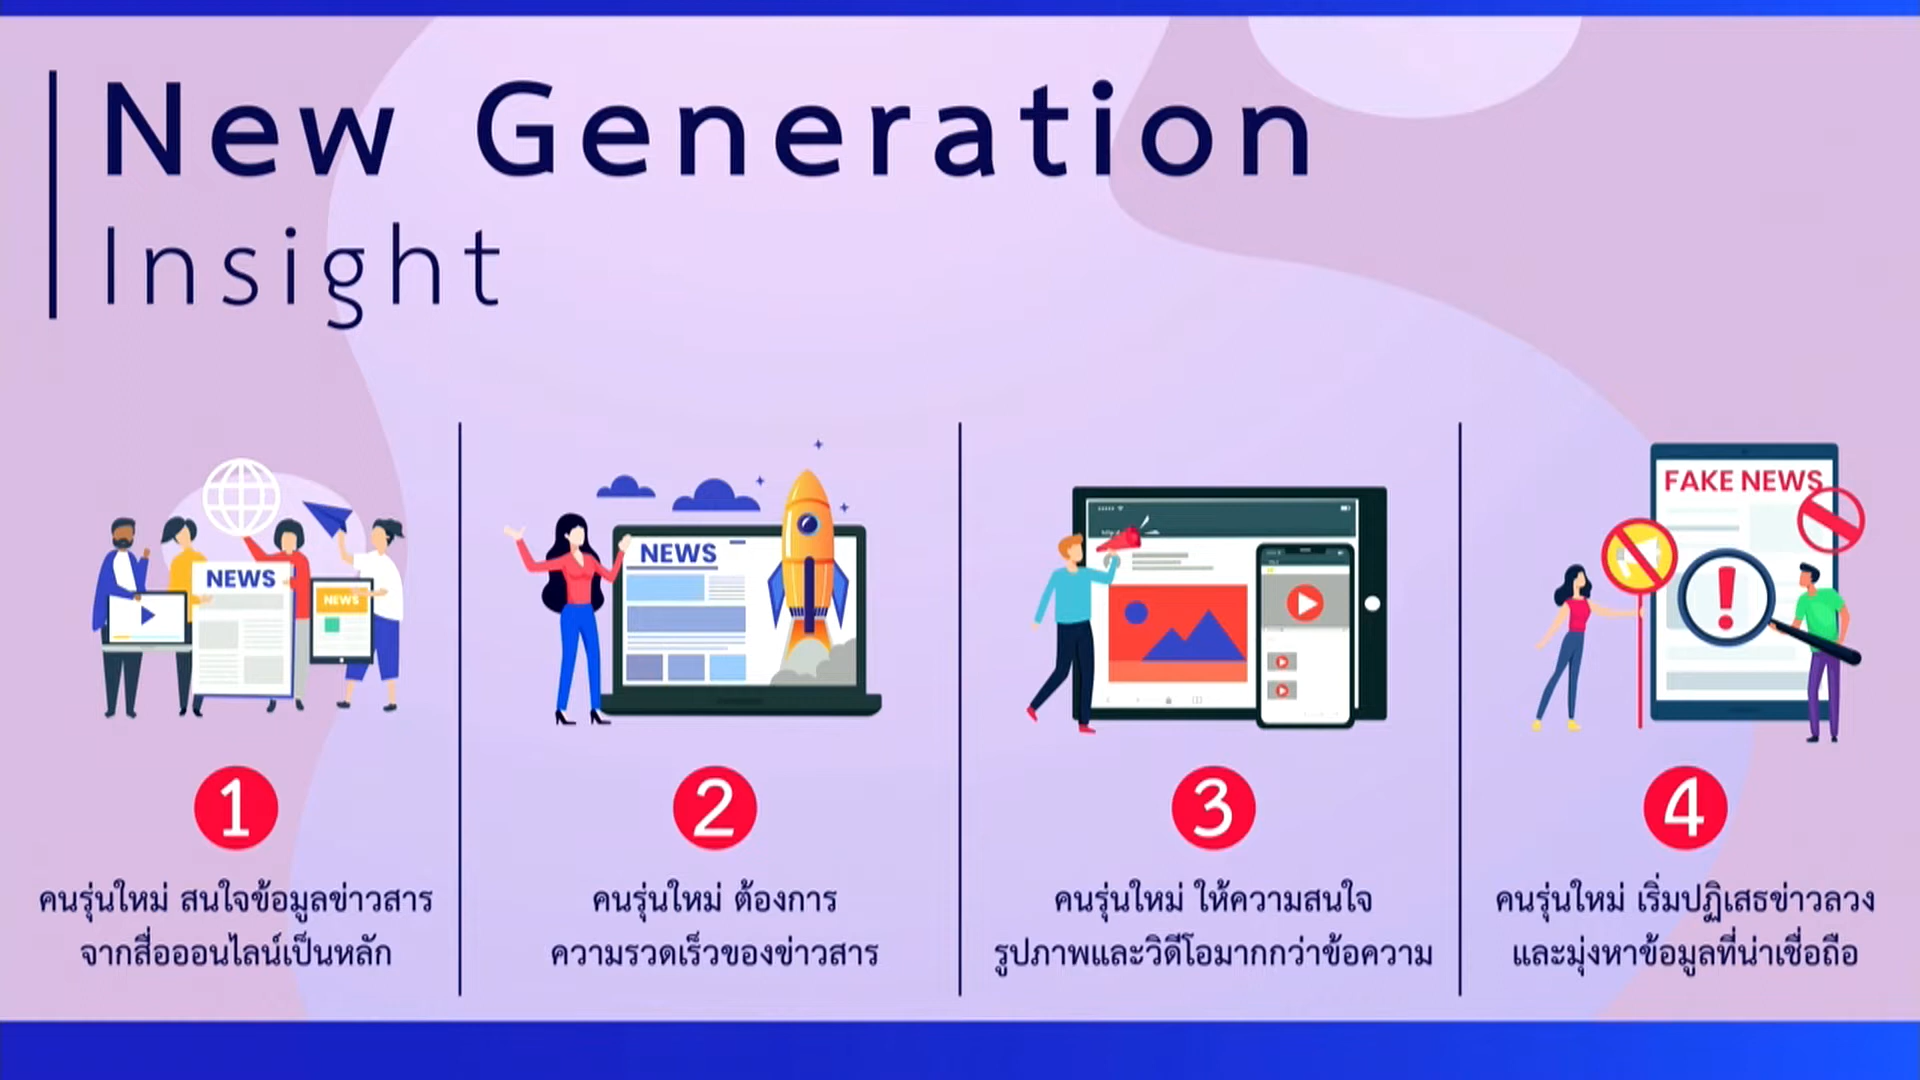 New Generation
Insight
NEWS
NEWS
1
คนรุ่นใหม่ สนใจข้อมูลข่าวสาร
จากสื่อออนไลน์เป็นหลัก
NEWS
2
คนรุ่นใหม่ ต้องการ
ความรวดเร็วของข่าวสาร
3
คนรุ่นใหม่ ให้ความสนใจ
รูปภาพและวิดีโอมากกว่าข้อความ
FAKE NEWS
!
4
คนรุ่นใหม่ เริ่มปฏิเสธข่าวลวง
และมุ่งหาข้อมูลที่น่าเชื่อถือ